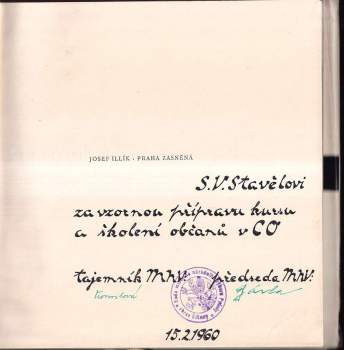 JOSEF ILLÍK · PRAHA ZASNĚNÁ
S. V. Stavělovi
za vzornou přípravu kursu
a školení občanů v CO
tajemník MNV: předseda MNV:
15.2.1960